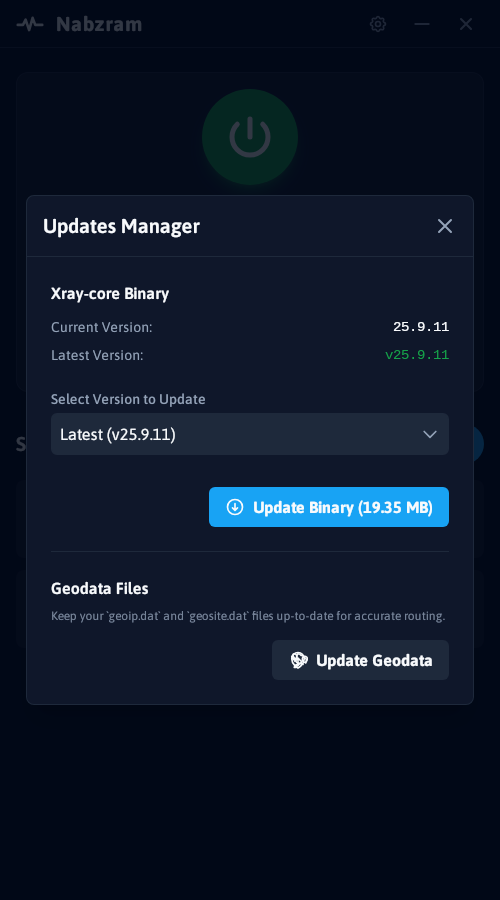 Nabzram
Updates Manager
Xray-core Binary
Current Version: 25.9.11
Latest Version: v25.9.11
Select Version to Update
Latest (v25.9.11)
Update Binary (19.35 MB)
Geodata Files
Keep your `geoip.dat` and `geosite.dat` files up-to-date for accurate routing.
Update Geodata